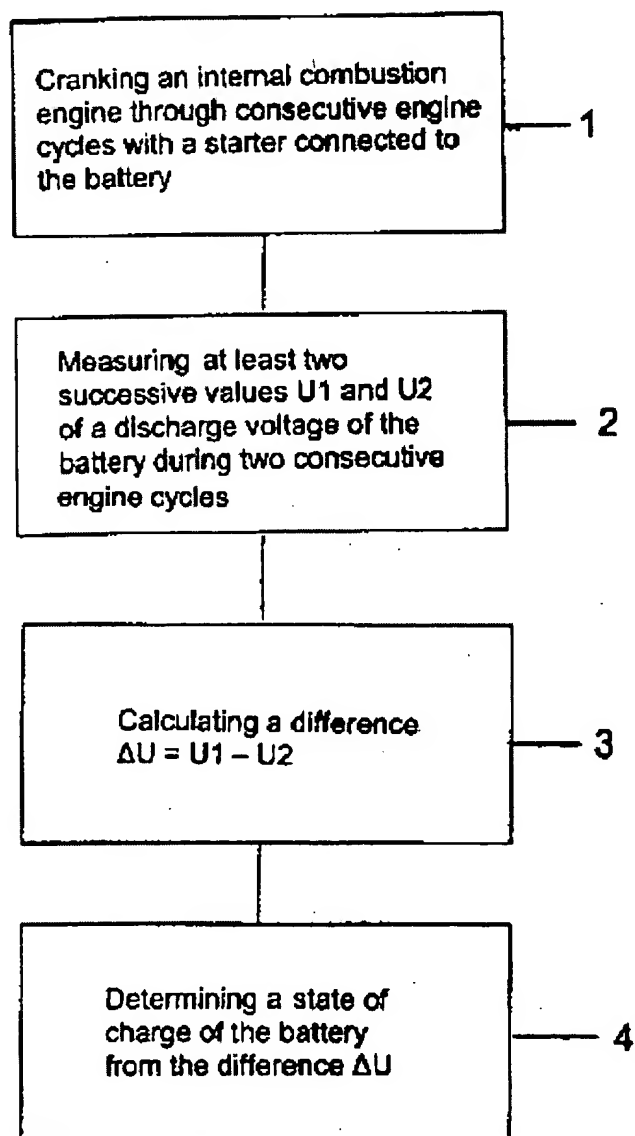 Cranking an internal combustion
engine through consecutive engine
cycles with a starter connected to
the battery
1
Measuring at least two
successive values U1 and U2
of a discharge voltage of the
battery during two consecutive
engine cycles
2
Calculating a difference
ΔU = U1 – U2
3
Determining a state of
charge of the battery
from the difference ΔU
4